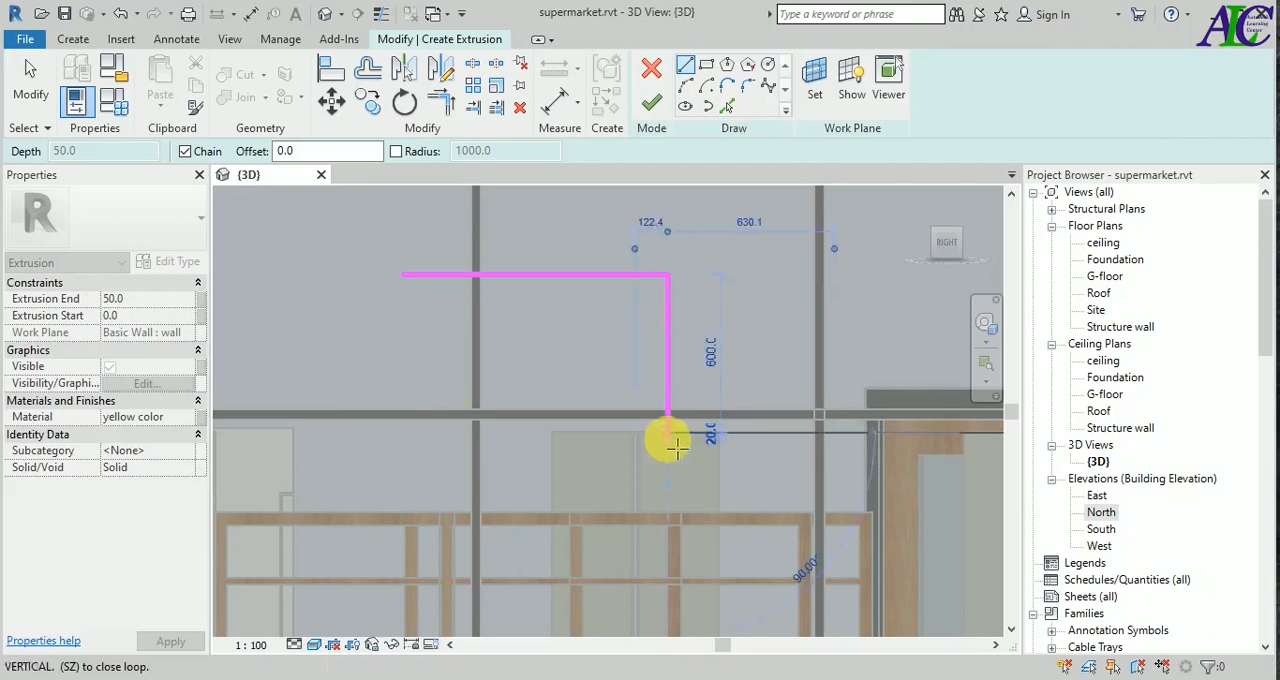 supermarket.rvt - 3D View: {3D}
Type a keyword or phrase
Sign In
ALC
File
Create
Insert
Annotate
View
Manage
Add-Ins
Modify | Create Extrusion
Modify
Paste
Cut
Join
Set
Show
Viewer
Select
Properties
Clipboard
Geometry
Modify
Measure
Create
Mode
Draw
Work Plane
Depth
50.0
Chain
Offset:
0.0
Radius:
1000.0
Properties
{3D}
Project Browser - supermarket.rvt
Extrusion
Edit Type
Constraints
Extrusion End
50.0
Extrusion Start
0.0
Work Plane
Basic Wall : wall
Graphics
Visible
Visibility/Graphi...
Edit...
Materials and Finishes
Material
yellow color
Identity Data
Subcategory
<None>
Solid/Void
Solid
Properties help
Apply
122.4
630.1
600.0
20.0
90.00°
RIGHT
Views (all)
Structural Plans
Floor Plans
ceiling
Foundation
G-floor
Roof
Site
Structure wall
Ceiling Plans
ceiling
Foundation
G-floor
Roof
Structure wall
3D Views
{3D}
Elevations (Building Elevation)
East
North
South
West
Legends
Schedules/Quantities (all)
Sheets (all)
Families
Annotation Symbols
Cable Trays
1 : 100
VERTICAL. (SZ) to close loop.
:0